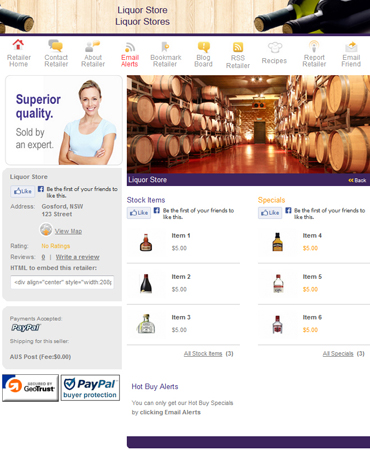 Liquor Store
Liquor Stores
Retailer Home
Contact Retailer
About Retailer
Email Alerts
Bookmark Retailer
Blog Board
RSS Retailer
Recipes
Report Retailer
Email Friend
Superior
quality.
Sold by
an expert.
Liquor Store
Like
Be the first of your friends to
like this.
Address: Gosford, NSW
123 Street
View Map
Rating: No Ratings
Reviews: 0 | Write a review
HTML to embed this retailer:
<div align="center" style="width:208p
Payments Accepted:
PayPal
Shipping for this seller:
AUS Post (Fee:$0.00)
SECURED BY
GeoTrust
PayPal
buyer protection
Liquor Store
<< Back
Stock Items
Like
Be the first of your friends to
like this.
Item 1
$5.00
Item 2
$5.00
Item 3
$5.00
All Stock Items (3)
Specials
Like
Be the first of your friends to
like this.
Item 4
$5.00
Item 5
$5.00
Item 6
$5.00
All Specials (3)
Hot Buy Alerts
You can only get our Hot Buy Specials
by clicking Email Alerts